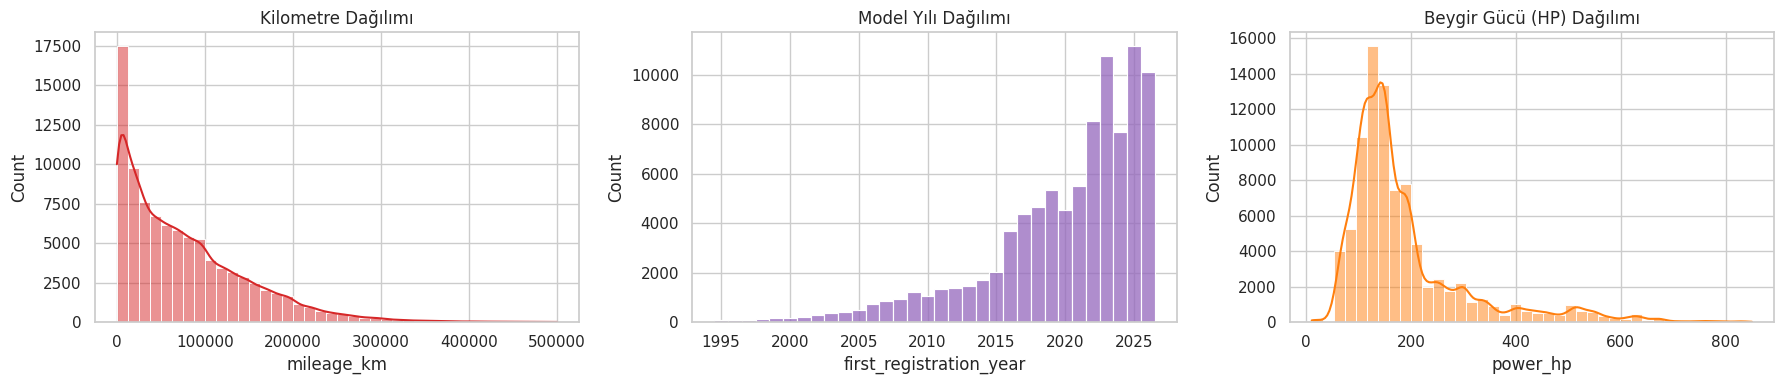 Kilometre Dağılımı
17500
15000
12500
10000
7500
5000
2500
0
Count
0 100000 200000 300000 400000 500000
mileage_km
Model Yılı Dağılımı
10000
8000
6000
4000
2000
0
Count
1995 2000 2005 2010 2015 2020 2025
first_registration_year
Beygir Gücü (HP) Dağılımı
16000
14000
12000
10000
8000
6000
4000
2000
0
Count
0 200 400 600 800
power_hp